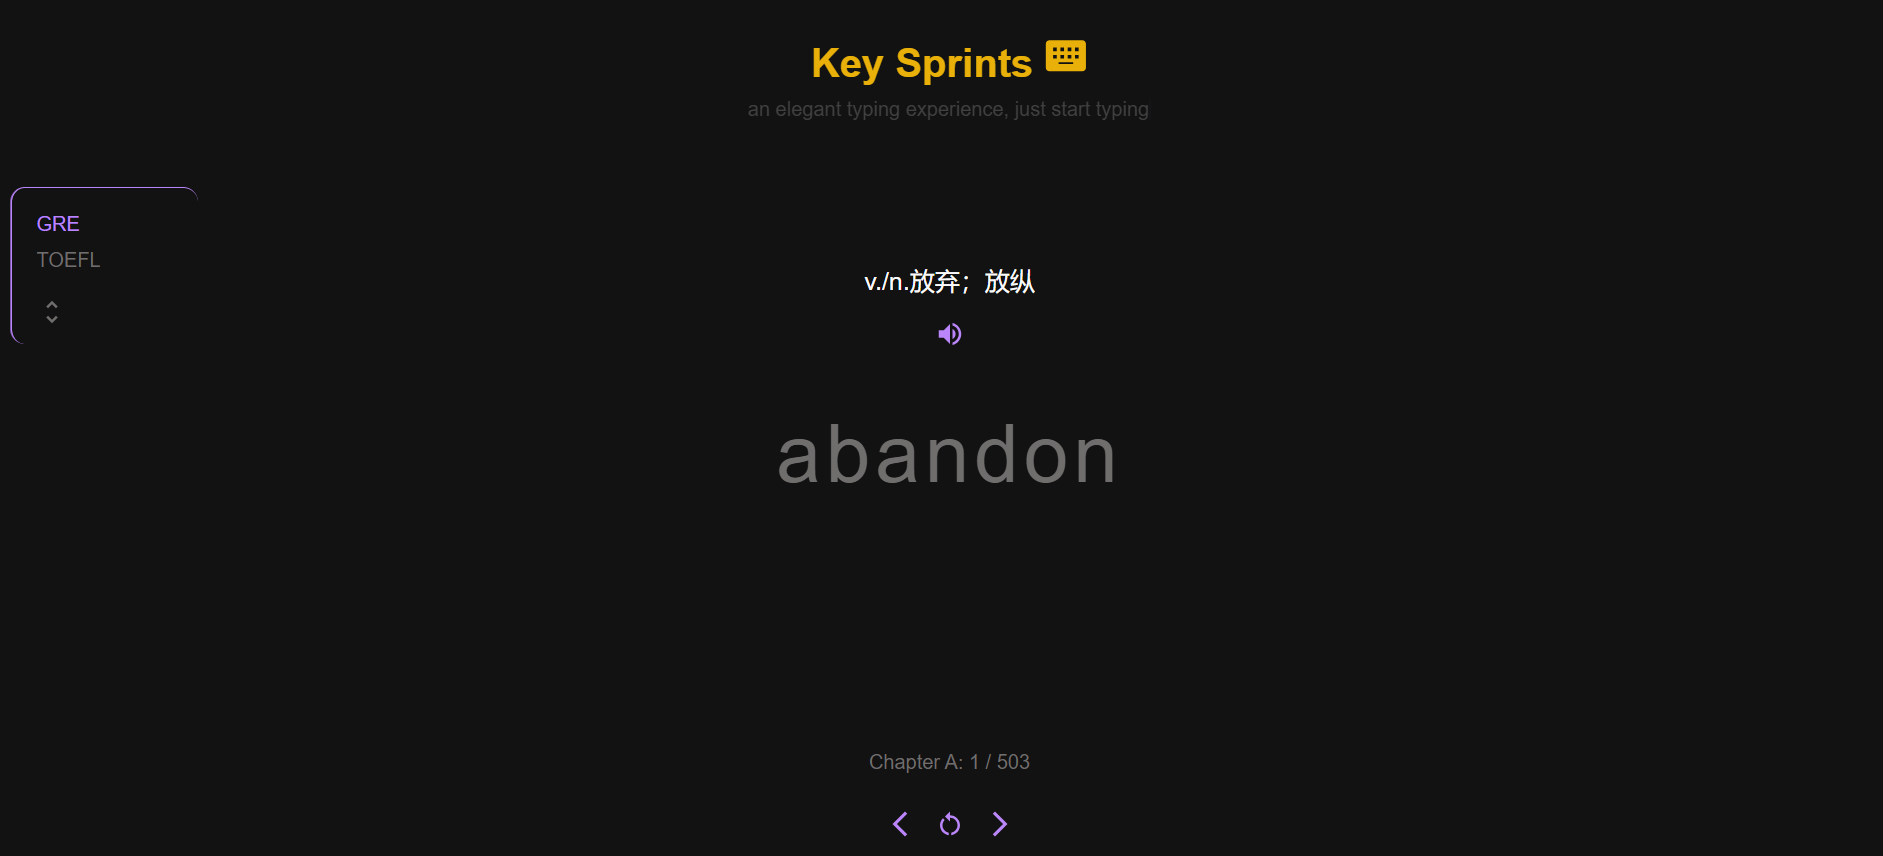 Key Sprints
an elegant typing experience, just start typing
GRE
TOEFL
v./n.放弃；放纵
abandon
Chapter A: 1 / 503